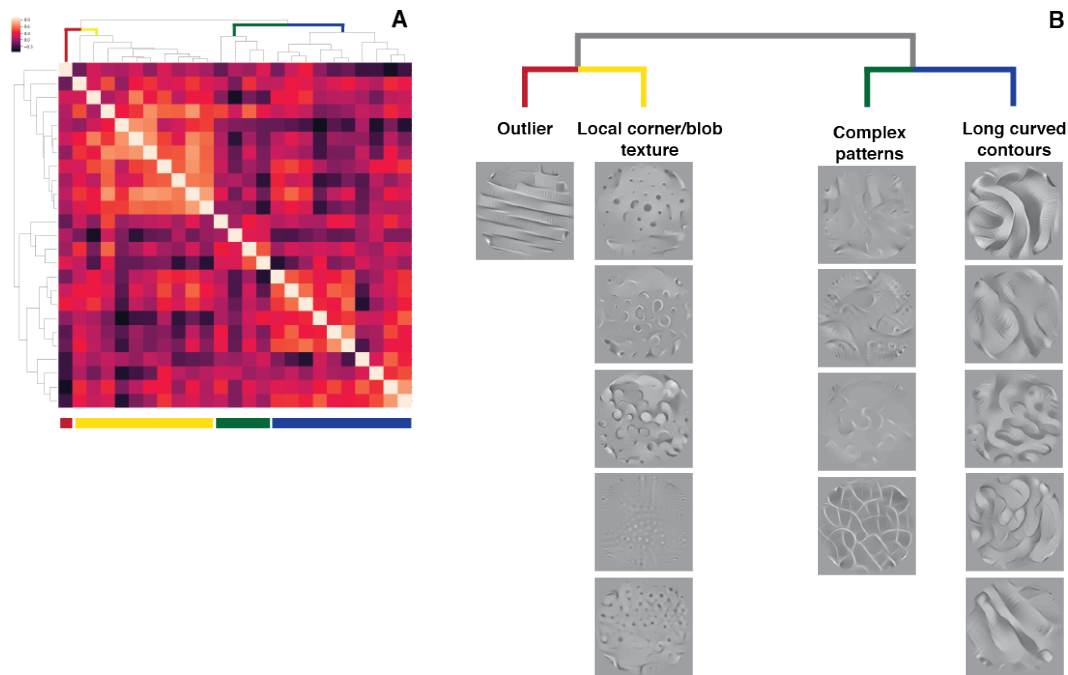 A
B
Outlier
Local corner/blob
texture
Complex
patterns
Long curved
contours